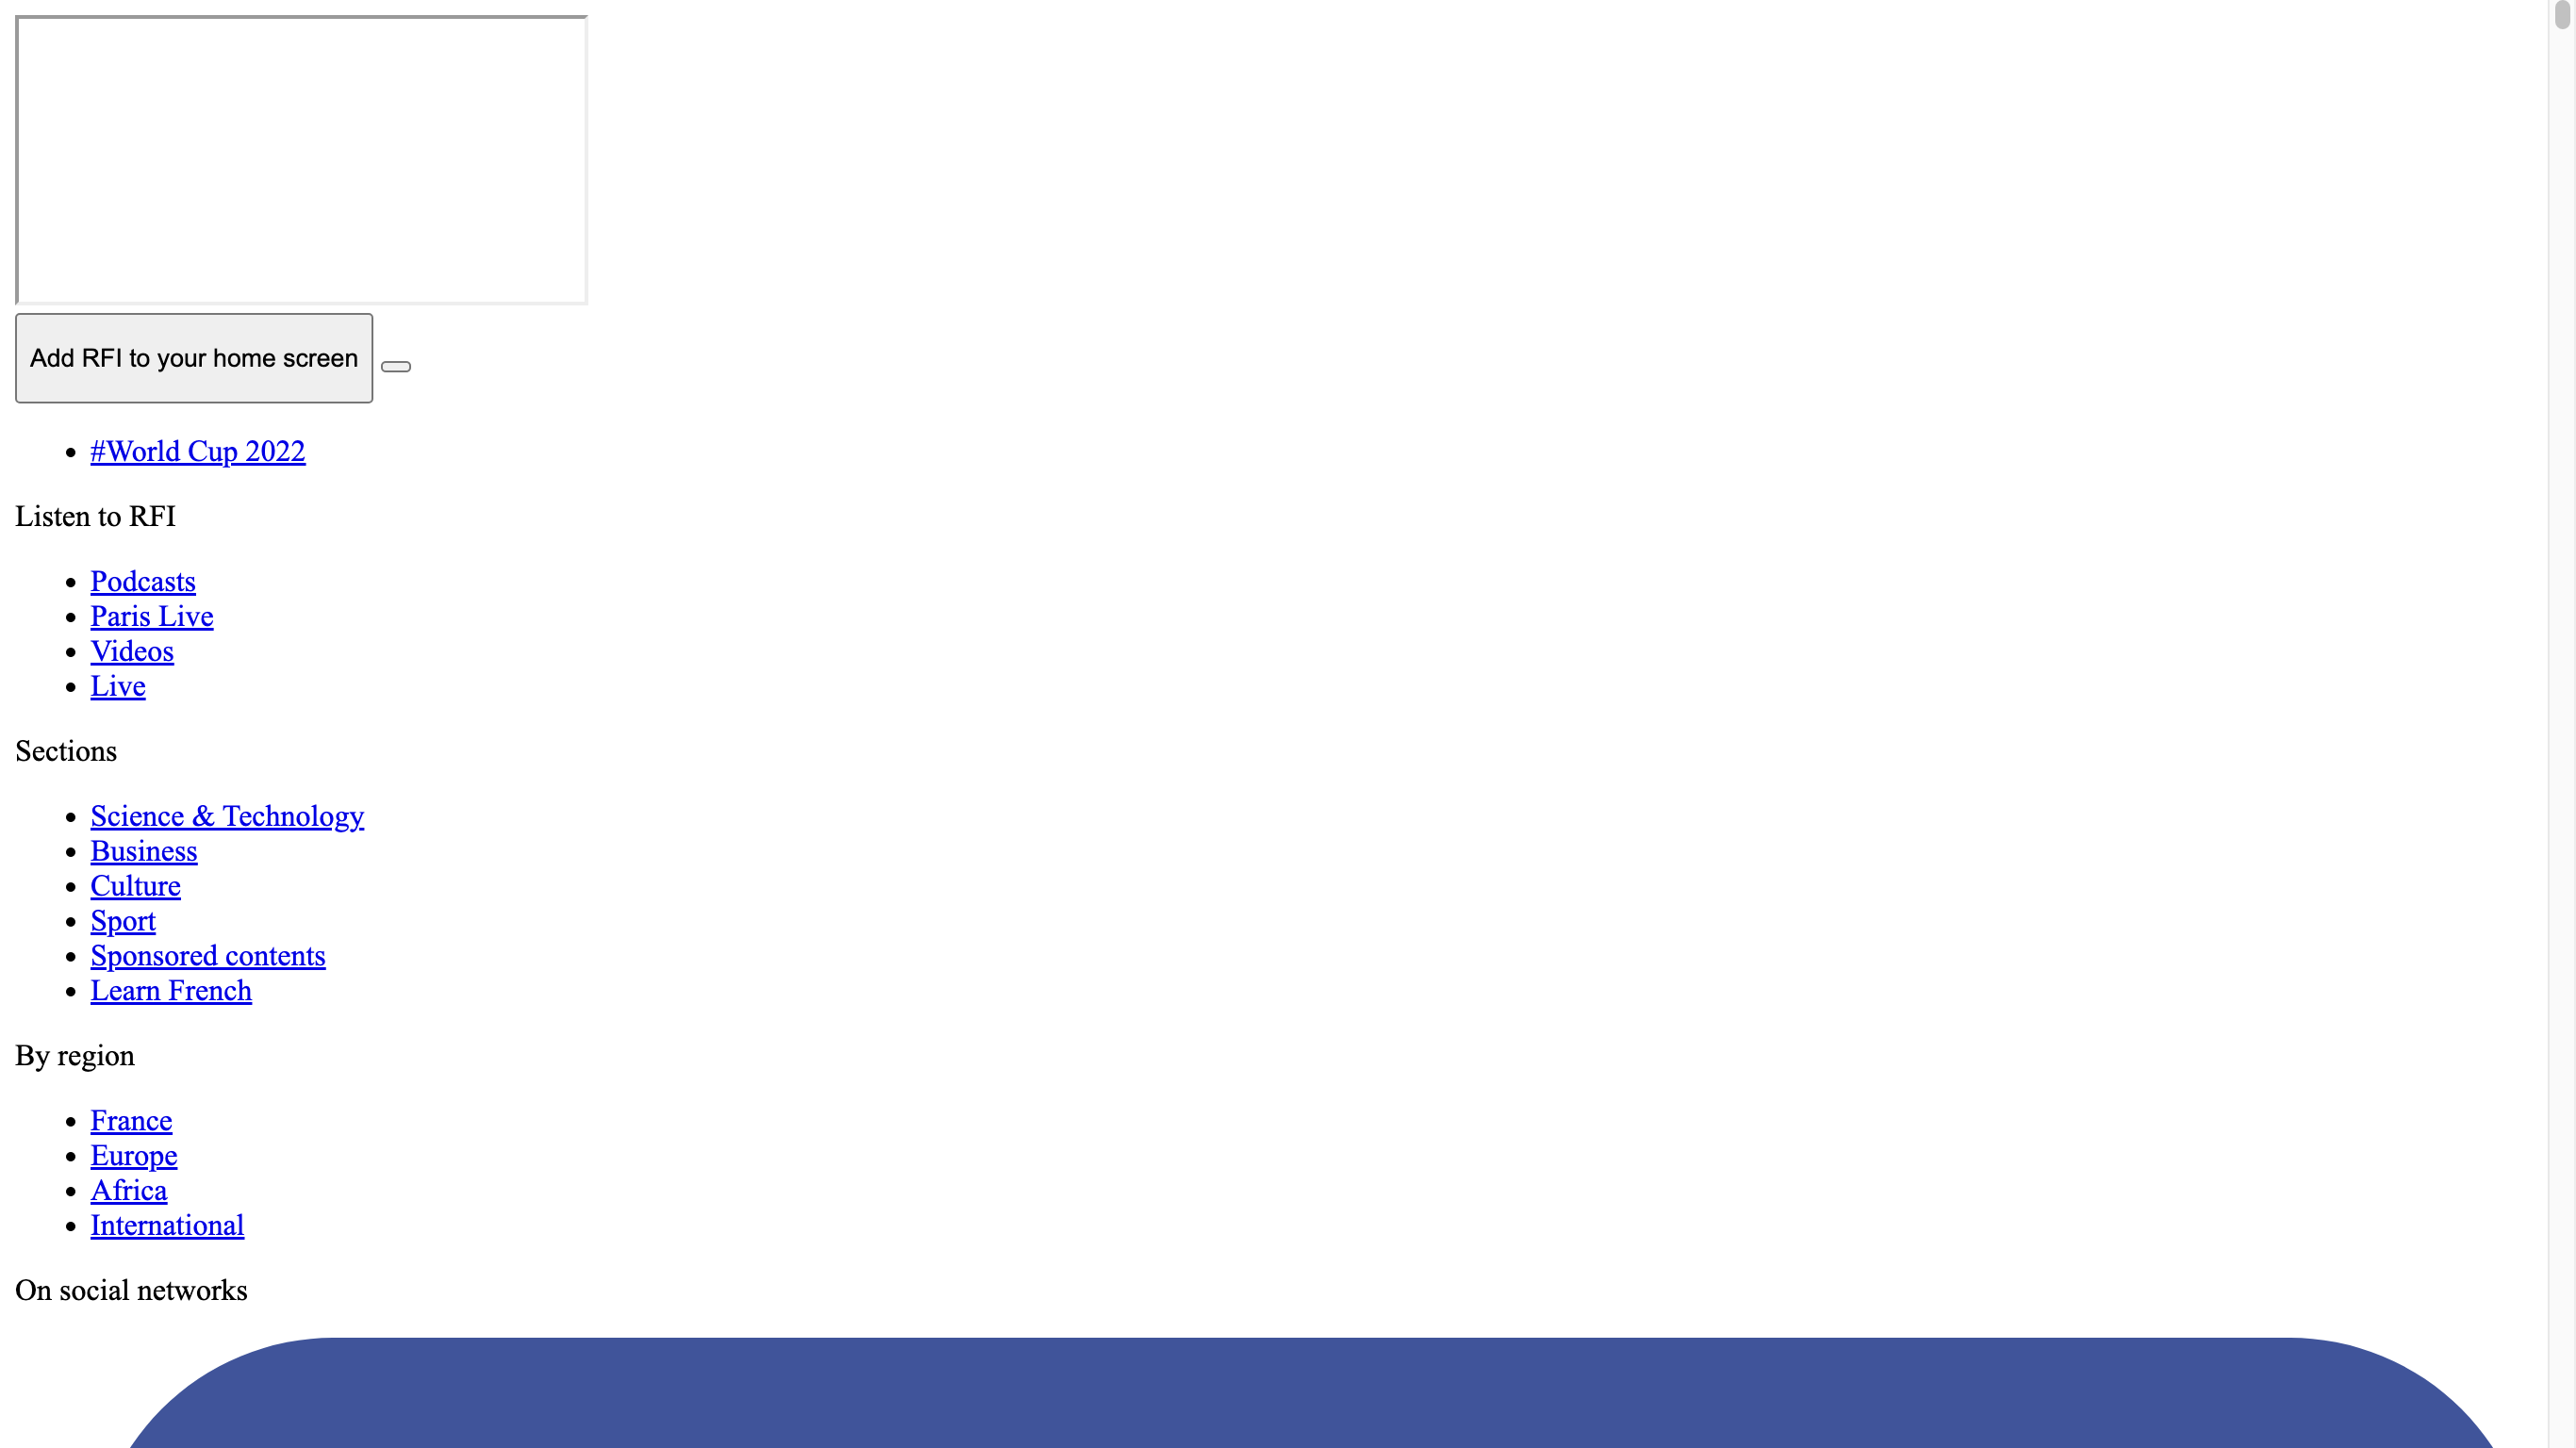 Add RFI to your home screen
#World Cup 2022
Listen to RFI
Podcasts
Paris Live
Videos
Live
Sections
Science & Technology
Business
Culture
Sport
Sponsored contents
Learn French
By region
France
Europe
Africa
International
On social networks